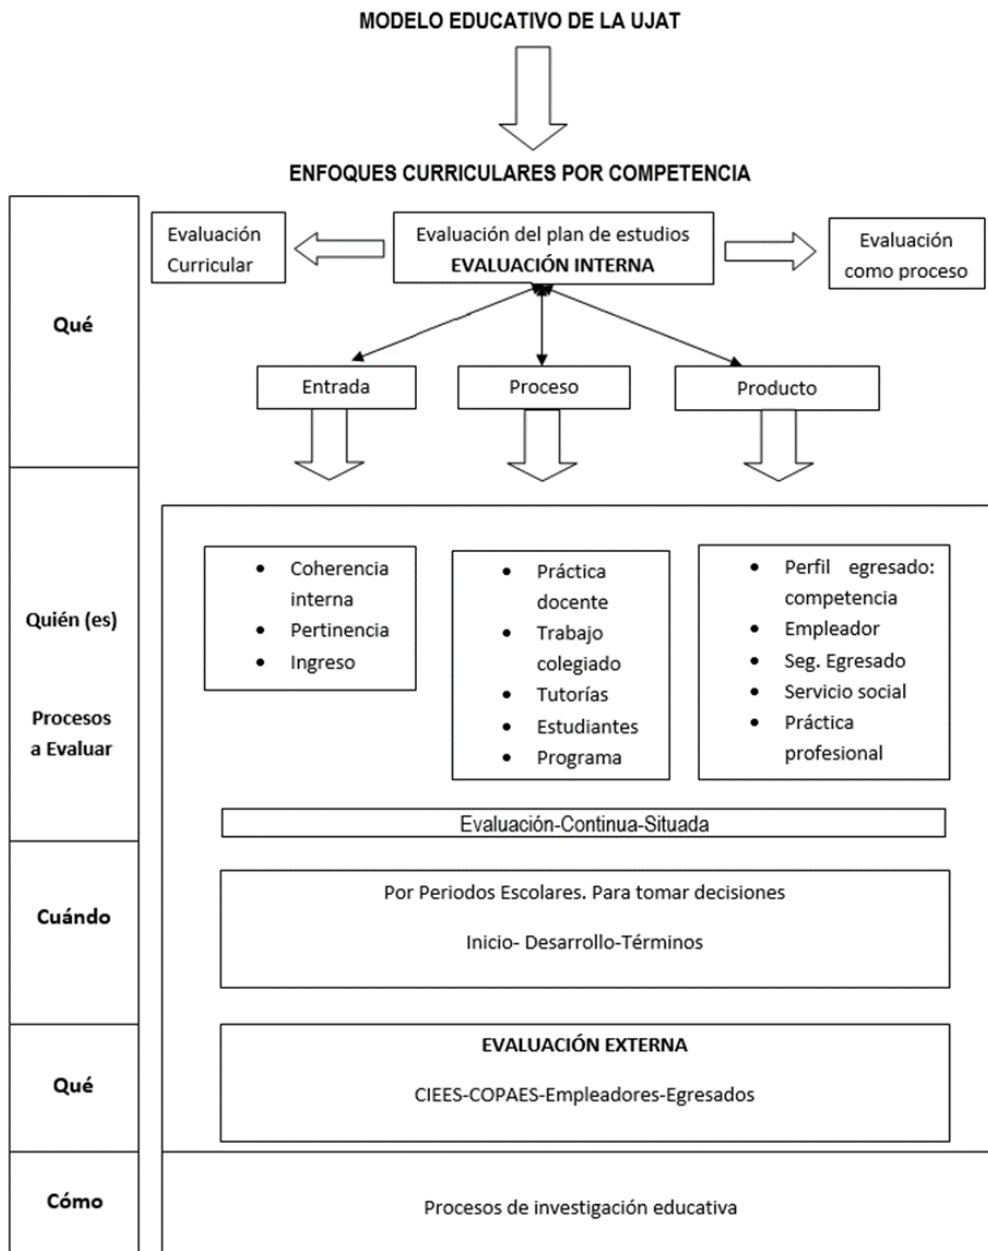 MODELO EDUCATIVO DE LA UJAT
ENFOQUES CURRICULARES POR COMPETENCIA
Qué
Evaluación
Curricular
Evaluación del plan de estudios
EVALUACIÓN INTERNA
Evaluación
como proceso
Entrada
Proceso
Producto
Quién (es)
Procesos
a Evaluar
• Coherencia
interna
• Pertinencia
• Ingreso
• Práctica
docente
• Trabajo
colegiado
• Tutorías
• Estudiantes
• Programa
• Perfil egresado:
competencia
• Empleador
• Seg. Egresado
• Servicio social
• Práctica
profesional
Evaluación-Continua-Situada
Cuándo
Por Periodos Escolares. Para tomar decisiones
Inicio- Desarrollo-Términos
Qué
EVALUACIÓN EXTERNA
CIEES-COPAES-Empleadores-Egresados
Cómo
Procesos de investigación educativa